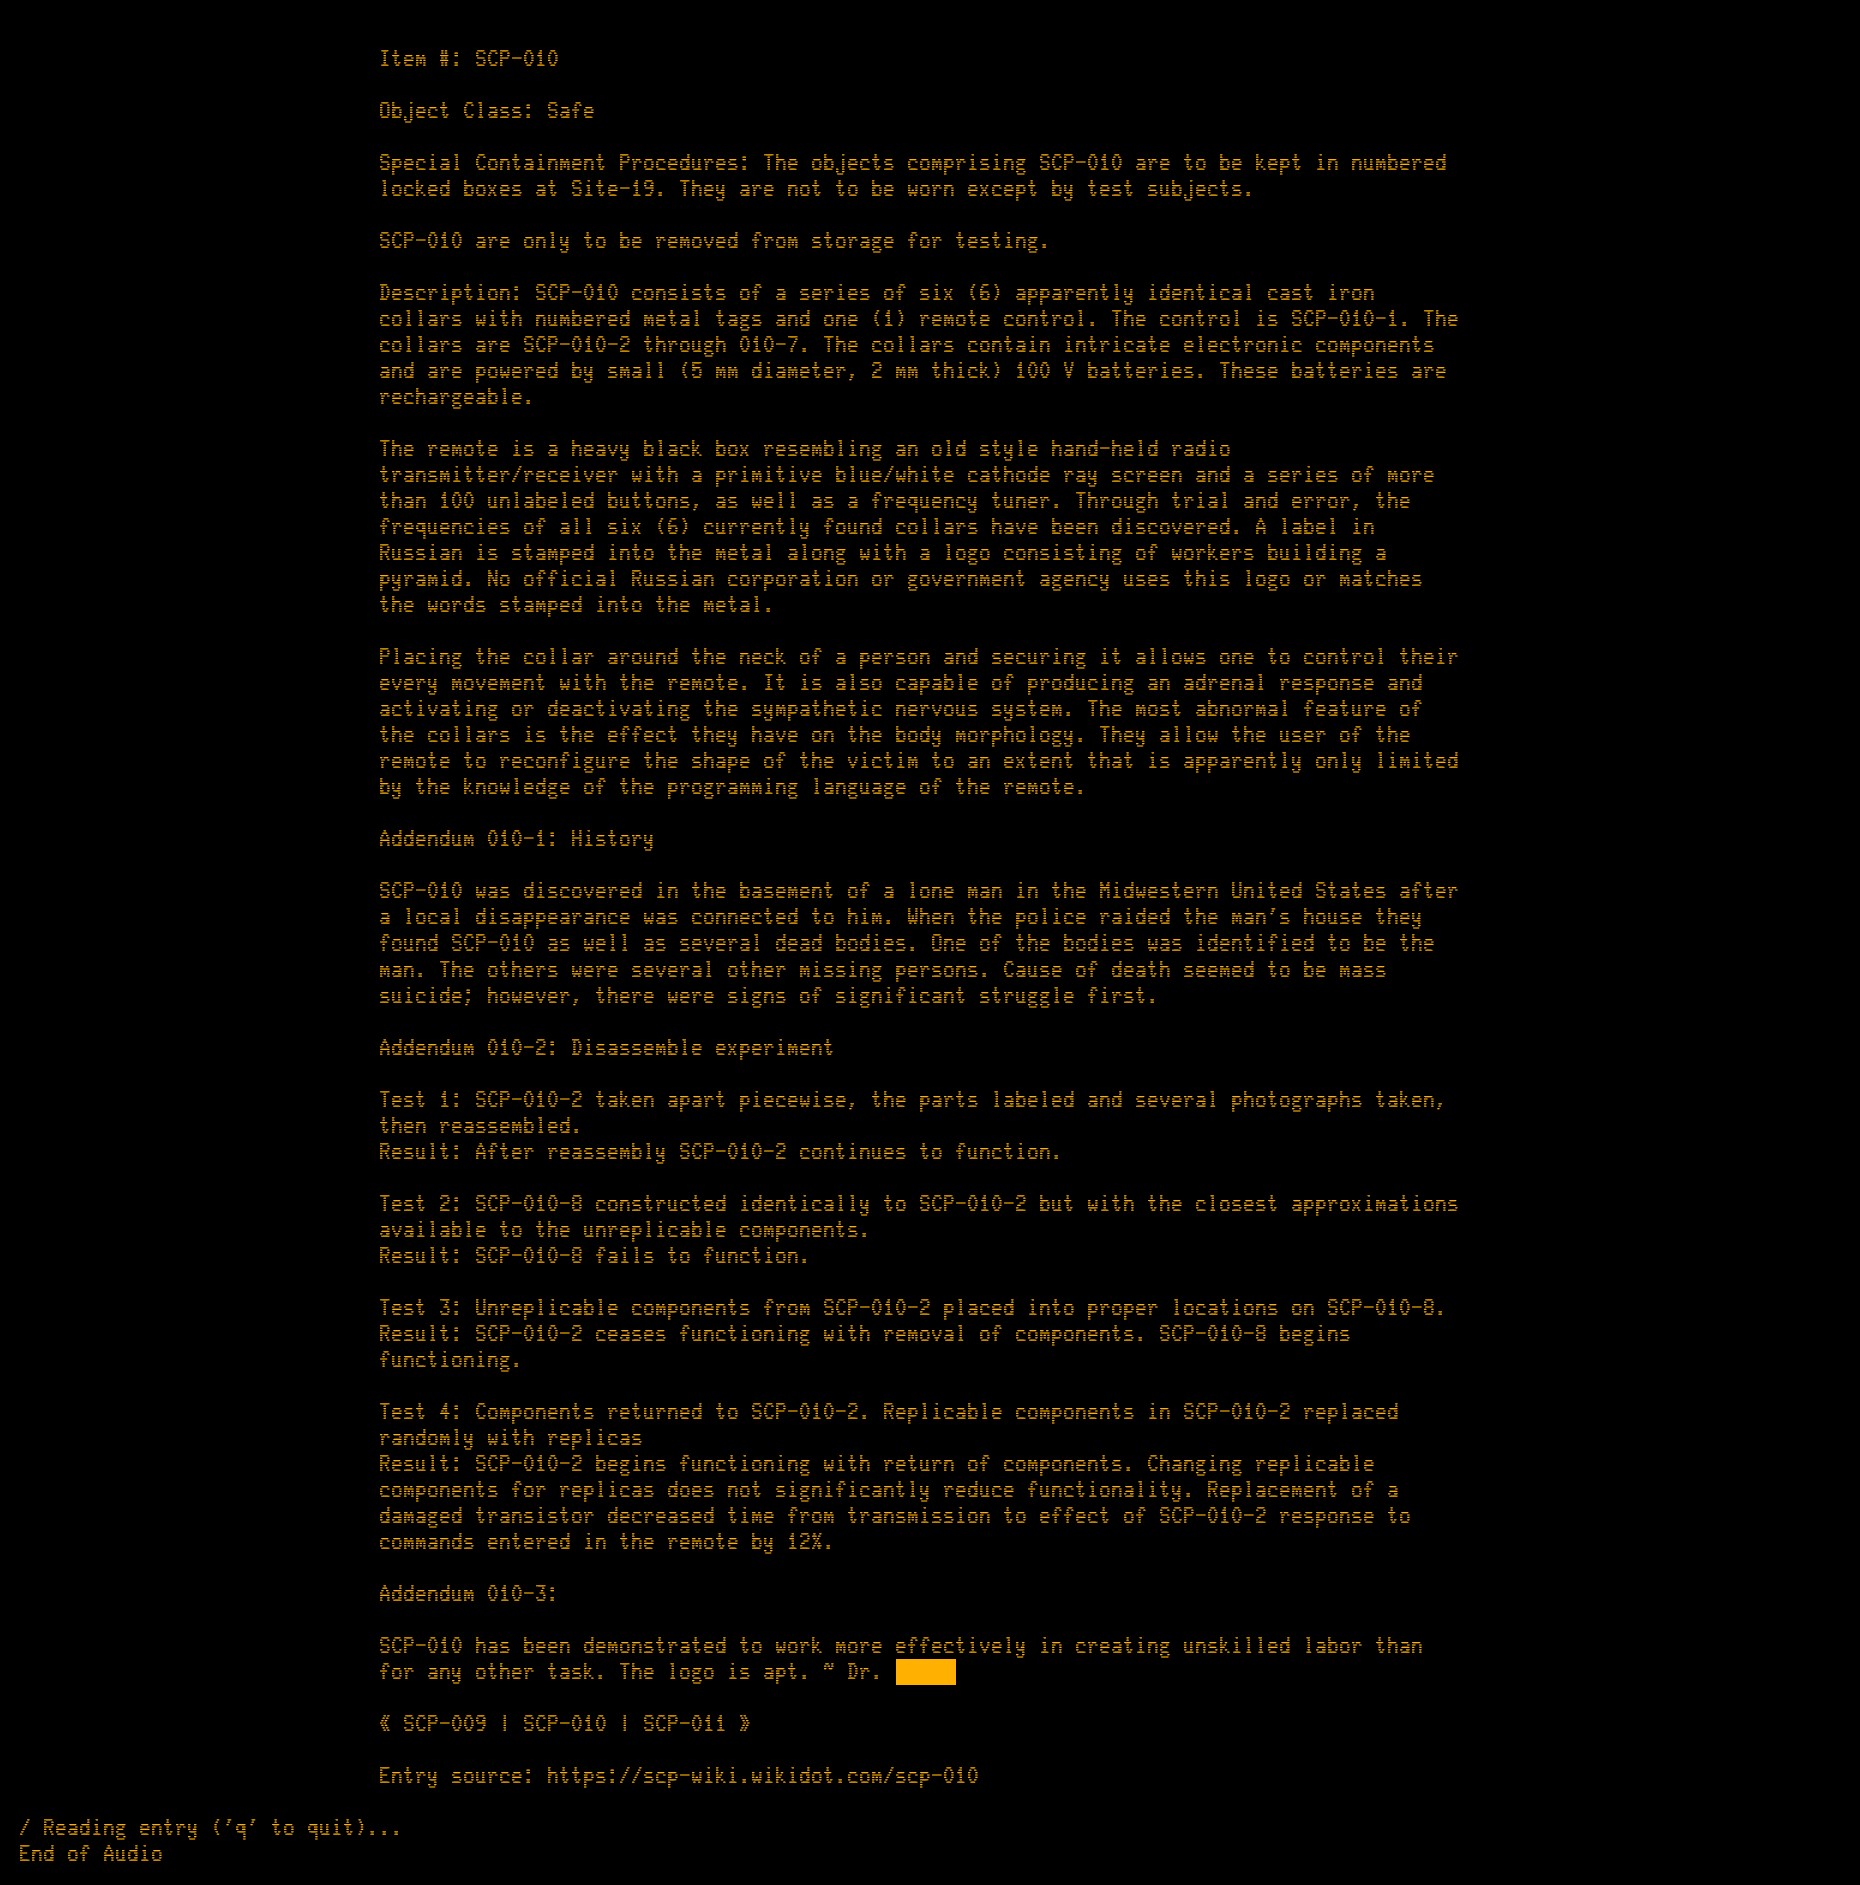 Item #: SCP-010
Object Class: Safe
Special Containment Procedures: The objects comprising SCP-010 are to be kept in numbered
locked boxes at Site-19. They are not to be worn except by test subjects.
SCP-010 are only to be removed from storage for testing.
Description: SCP-010 consists of a series of six (6) apparently identical cast iron
collars with numbered metal tags and one (1) remote control. The control is SCP-010-1. The
collars are SCP-010-2 through 010-7. The collars contain intricate electronic components
and are powered by small (5 mm diameter, 2 mm thick) 100 V batteries. These batteries are
rechargeable.
The remote is a heavy black box resembling an old style hand-held radio
transmitter/receiver with a primitive blue/white cathode ray screen and a series of more
than 100 unlabeled buttons, as well as a frequency tuner. Through trial and error, the
frequencies of all six (6) currently found collars have been discovered. A label in
Russian is stamped into the metal along with a logo consisting of workers building a
pyramid. No official Russian corporation or government agency uses this logo or matches
the words stamped into the metal.
Placing the collar around the neck of a person and securing it allows one to control their
every movement with the remote. It is also capable of producing an adrenal response and
activating or deactivating the sympathetic nervous system. The most abnormal feature of
the collars is the effect they have on the body morphology. They allow the user of the
remote to reconfigure the shape of the victim to an extent that is apparently only limited
by the knowledge of the programming language of the remote.
Addendum 010-1: History
SCP-010 was discovered in the basement of a lone man in the Midwestern United States after
a local disappearance was connected to him. When the police raided the man's house they
found SCP-010 as well as several dead bodies. One of the bodies was identified to be the
man. The others were several other missing persons. Cause of death seemed to be mass
suicide; however, there were signs of significant struggle first.
Addendum 010-2: Disassemble experiment
Test 1: SCP-010-2 taken apart piecewise, the parts labeled and several photographs taken,
then reassembled.
Result: After reassembly SCP-010-2 continues to function.
Test 2: SCP-010-8 constructed identically to SCP-010-2 but with the closest approximations
available to the unreplicable components.
Result: SCP-010-8 fails to function.
Test 3: Unreplicable components from SCP-010-2 placed into proper locations on SCP-010-8.
Result: SCP-010-2 ceases functioning with removal of components. SCP-010-8 begins
functioning.
Test 4: Components returned to SCP-010-2. Replicable components in SCP-010-2 replaced
randomly with replicas
Result: SCP-010-2 begins functioning with return of components. Changing replicable
components for replicas does not significantly reduce functionality. Replacement of a
damaged transistor decreased time from transmission to effect of SCP-010-2 response to
commands entered in the remote by 12%.
Addendum 010-3:
SCP-010 has been demonstrated to work more effectively in creating unskilled labor than
for any other task. The logo is apt. ~ Dr. █████
« SCP-009 | SCP-010 | SCP-011 »
Entry source: https://scp-wiki.wikidot.com/scp-010
/ Reading entry ('q' to quit)...
End of Audio